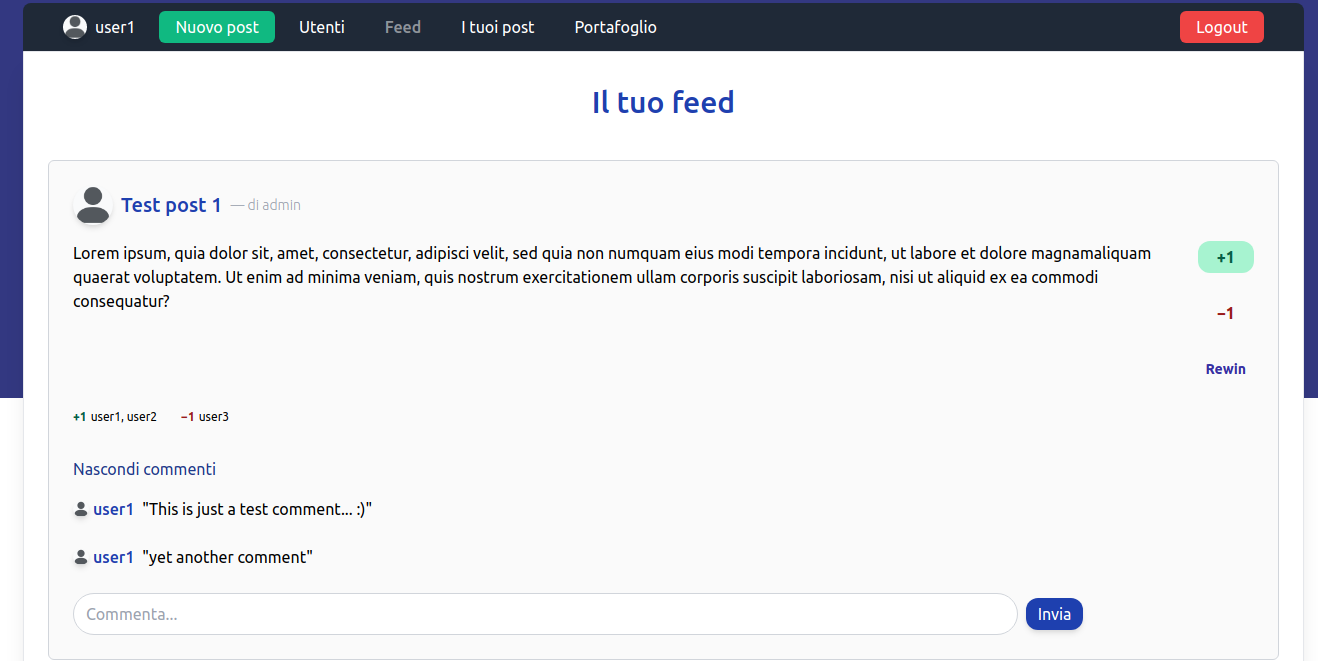 user1 Nuovo post Utenti Feed I tuoi post Portafoglio Logout
Il tuo feed
Test post 1 — di admin
Lorem ipsum, quia dolor sit, amet, consectetur, adipisci velit, sed quia non numquam eius modi tempora incidunt, ut labore et dolore magnamaliquam
quaerat voluptatem. Ut enim ad minima veniam, quis nostrum exercitationem ullam corporis suscipit laboriosam, nisi ut aliquid ex ea commodi
consequatur?
+1
−1
Rewin
+1 user1, user2 −1 user3
Nascondi commenti
user1 "This is just a test comment... :)"
user1 "yet another comment"
Commenta... Invia